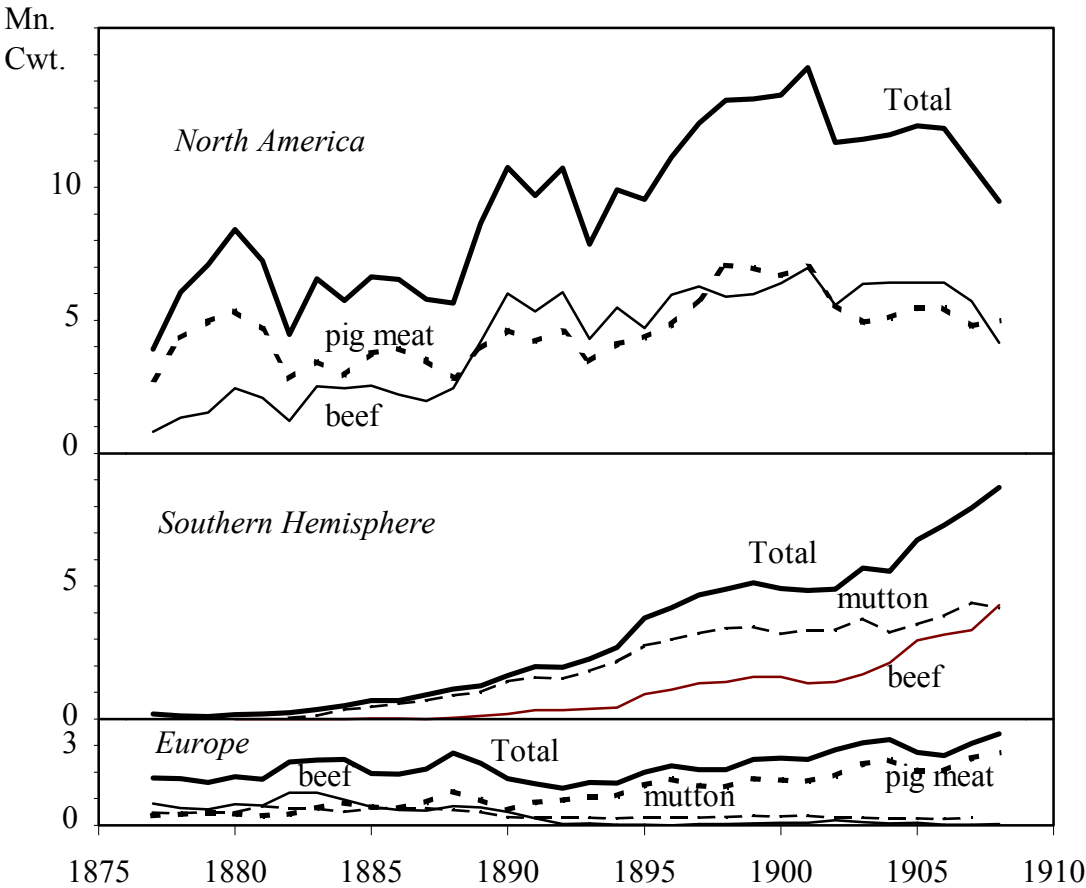 Mn.
Cwt.
Total
North America
10
5
pig meat
beef
0
Southern Hemisphere
Total
5
mutton
beef
0
3
Europe
Total
beef
pig meat
mutton
0
1875 1880 1885 1890 1895 1900 1905 1910